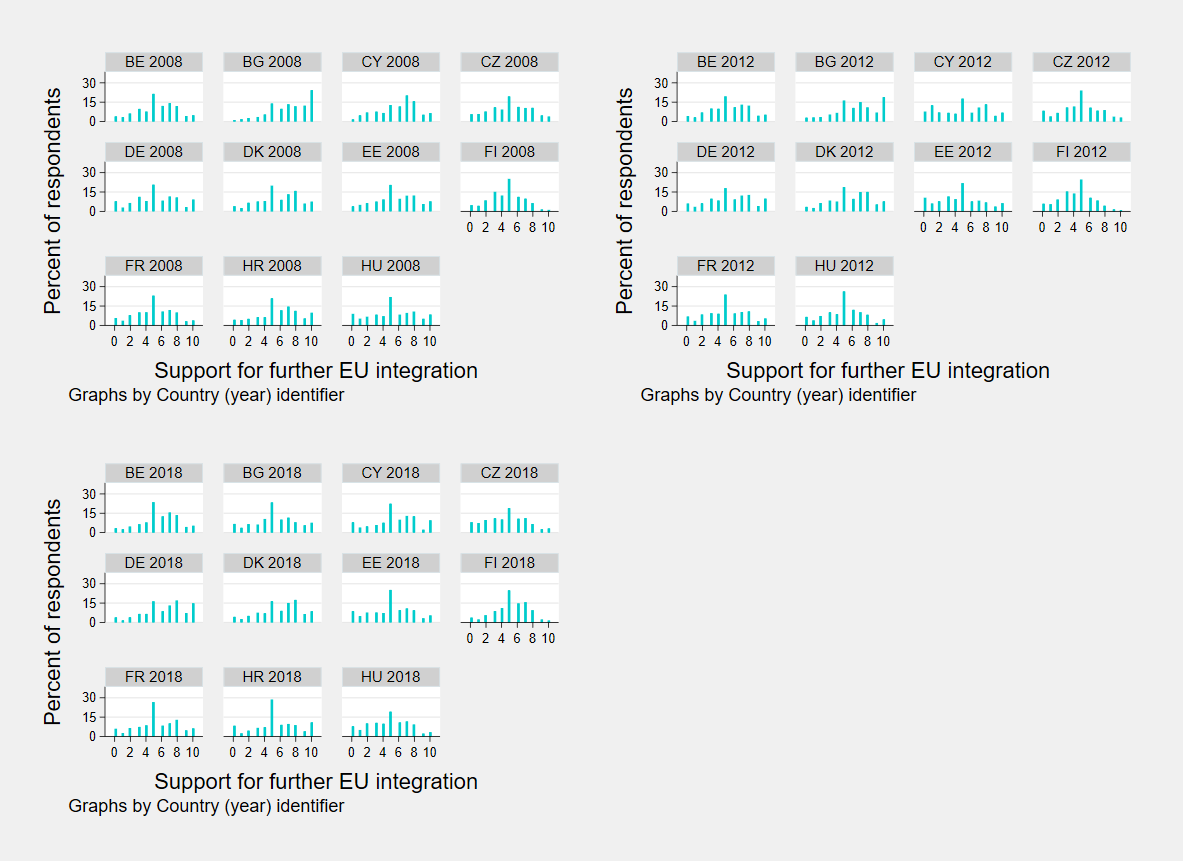 BE 2008 BG 2008 CY 2008 CZ 2008
30
15
0
DE 2008 DK 2008 EE 2008 FI 2008
30
15
0
0 2 4 6 8 10
FR 2008 HR 2008 HU 2008
30
15
0
0 2 4 6 8 10 0 2 4 6 8 10 0 2 4 6 8 10
Percent of respondents
Support for further EU integration
Graphs by Country (year) identifier
BE 2012 BG 2012 CY 2012 CZ 2012
30
15
0
DE 2012 DK 2012 EE 2012 FI 2012
30
15
0
0 2 4 6 8 10 0 2 4 6 8 10
FR 2012 HU 2012
30
15
0
0 2 4 6 8 10 0 2 4 6 8 10
Percent of respondents
Support for further EU integration
Graphs by Country (year) identifier
BE 2018 BG 2018 CY 2018 CZ 2018
30
15
0
DE 2018 DK 2018 EE 2018 FI 2018
30
15
0
0 2 4 6 8 10
FR 2018 HR 2018 HU 2018
30
15
0
0 2 4 6 8 10 0 2 4 6 8 10 0 2 4 6 8 10
Percent of respondents
Support for further EU integration
Graphs by Country (year) identifier